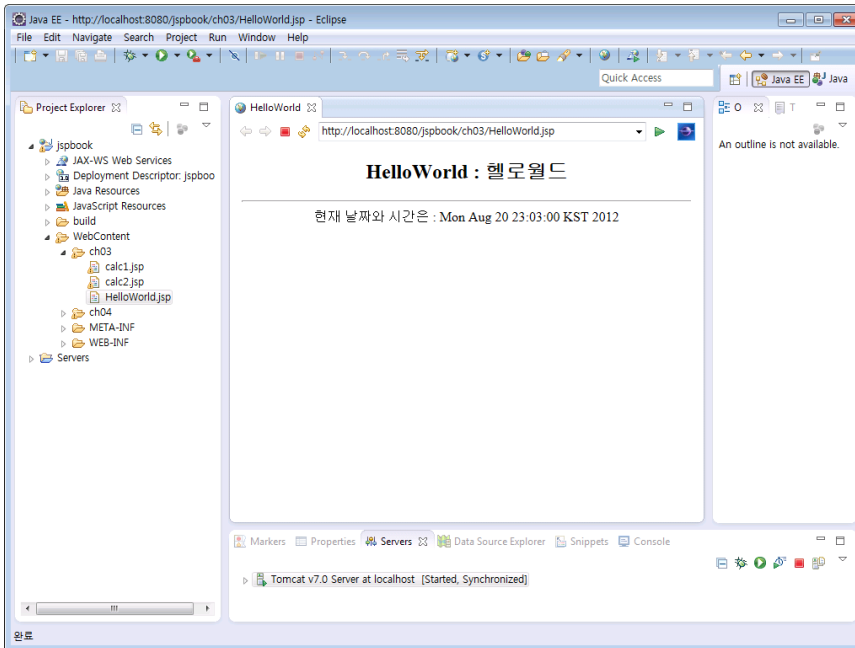 Java EE - http://localhost:8080/jspbook/ch03/HelloWorld.jsp - Eclipse
File Edit Navigate Search Project Run Window Help
Quick Access
Java EE
Java
Project Explorer
jspbook
JAX-WS Web Services
Deployment Descriptor: jspboo
Java Resources
JavaScript Resources
build
WebContent
ch03
calc1.jsp
calc2.jsp
HelloWorld.jsp
ch04
META-INF
WEB-INF
Servers
HelloWorld
http://localhost:8080/jspbook/ch03/HelloWorld.jsp
HelloWorld : 헬로월드
현재 날짜와 시간은 : Mon Aug 20 23:03:00 KST 2012
O
T
An outline is not available.
Markers Properties Servers Data Source Explorer Snippets Console
Tomcat v7.0 Server at localhost [Started, Synchronized]
완료